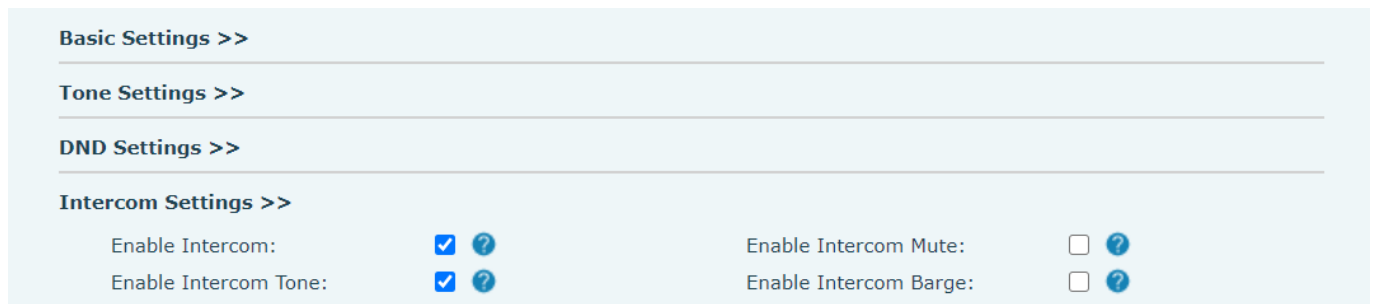 Basic Settings >>
Tone Settings >>
DND Settings >>
Intercom Settings >>
Enable Intercom: ? Enable Intercom Mute: ?
Enable Intercom Tone: ? Enable Intercom Barge: ?